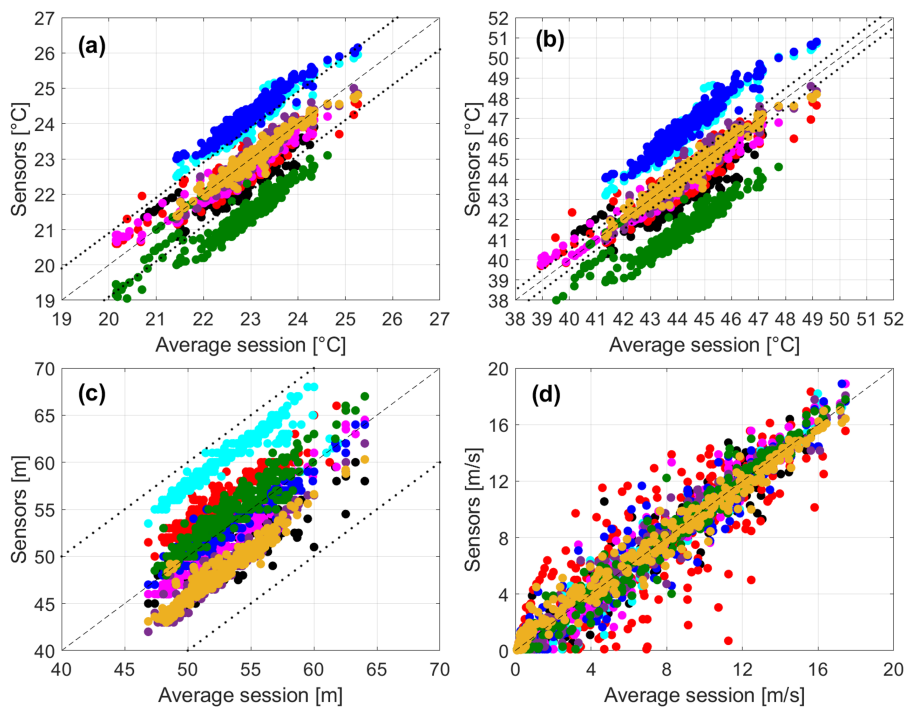 (a)
27
26
25
24
23
22
21
20
19
Sensors [°C]
19 20 21 22 23 24 25 26 27
Average session [°C]
(b)
52
51
50
49
48
47
46
45
44
43
42
41
40
39
38
Sensors [°C]
38 39 40 41 42 43 44 45 46 47 48 49 50 51 52
Average session [°C]
(c)
70
65
60
55
50
45
40
Sensors [m]
40 45 50 55 60 65 70
Average session [m]
(d)
20
16
12
8
4
0
Sensors [m/s]
0 4 8 12 16 20
Average session [m/s]